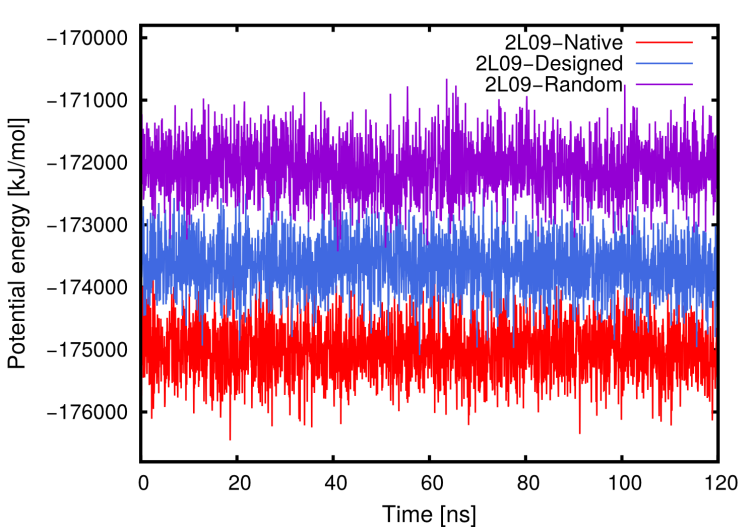 −170000
−171000
−172000
−173000
−174000
−175000
−176000
Potential energy [kJ/mol]
2L09−Native
2L09−Designed
2L09−Random
0 20 40 60 80 100 120
Time [ns]